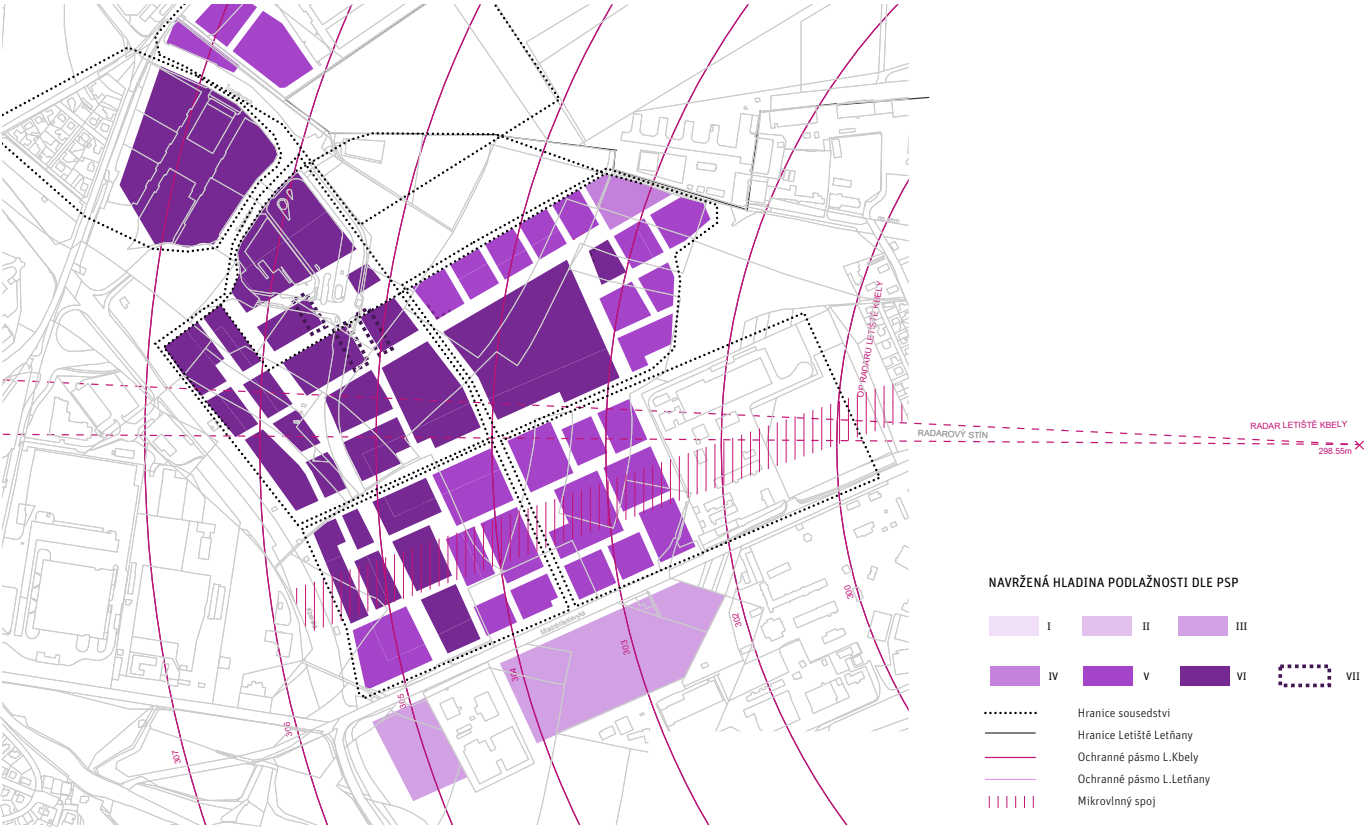 OP RADARU LETIŠTĚ KBELY
RADAR LETIŠTĚ KBELY
RADAROVÝ STÍN
298.55m
NAVRŽENÁ HLADINA PODLAŽNOSTI DLE PSP
I II III
IV V VI VII
Hranice sousedstvi
Hranice Letiště Letňany
Ochranné pásmo L.Kbely
Ochranné pásmo L.Letňany
Mikrovlnný spoj
300
302
303
304
305
306
307